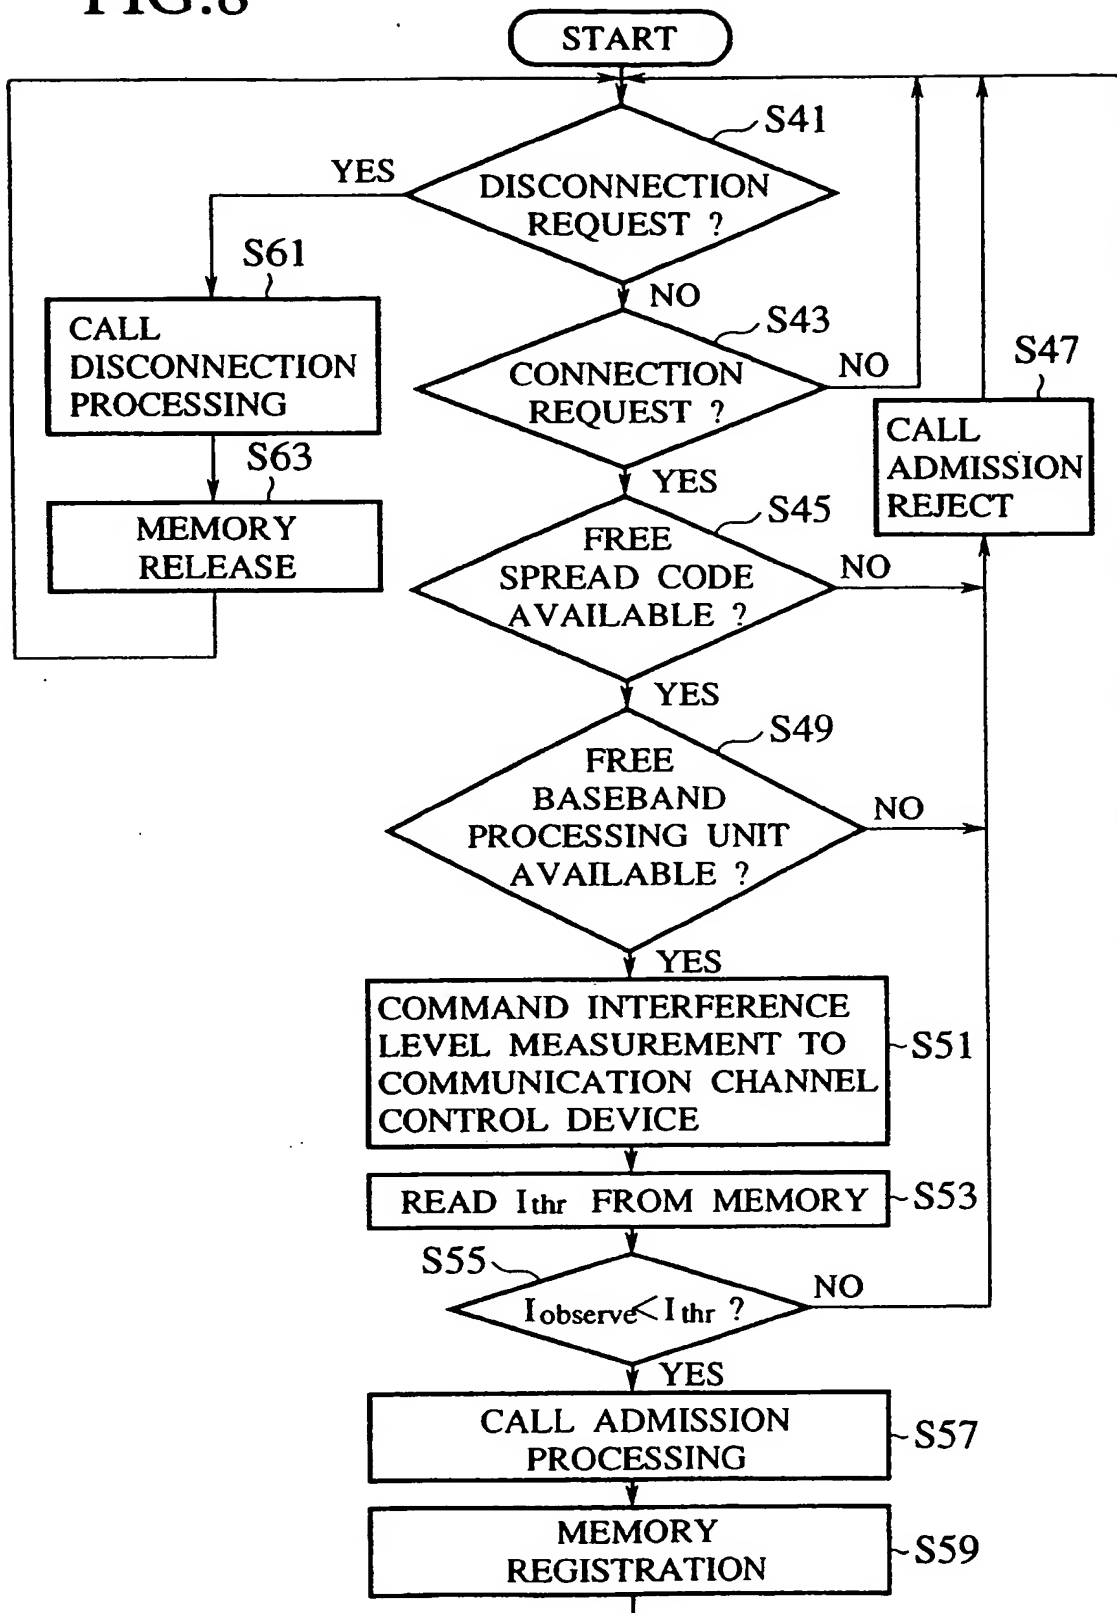 FIG.8
START
S41
YES
DISCONNECTION
REQUEST ?
S61
NO
S43
CALL
DISCONNECTION
PROCESSING
CONNECTION
REQUEST ?
NO
S47
CALL
ADMISSION
REJECT
S63
YES
MEMORY
RELEASE
S45
FREE
SPREAD CODE
AVAILABLE ?
NO
YES
S49
FREE
BASEBAND
PROCESSING UNIT
AVAILABLE ?
NO
YES
COMMAND INTERFERENCE
LEVEL MEASUREMENT TO
COMMUNICATION CHANNEL
CONTROL DEVICE
S51
READ Ithr FROM MEMORY
S53
S55
Iobserve<Ithr ?
NO
YES
CALL ADMISSION
PROCESSING
S57
MEMORY
REGISTRATION
S59